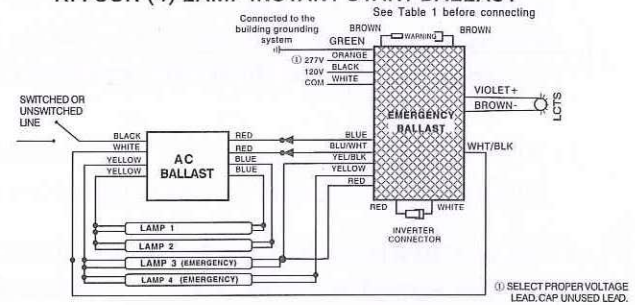 See Table 1 before connecting
Connected to the
building grounding
system
BROWN
WARNING
BROWN
GREEN
ORANGE
① 277V
BLACK
120V
WHITE
COM
VIOLET+
BROWN-
LCTS
EMERGENCY
BALLAST
SWITCHED OR
UNSWITCHED
LINE
BLACK
WHITE
YELLOW
YELLOW
AC
BALLAST
RED
RED
BLUE
BLUE
BLUE
BLU/WHT
YEL/BLK
YELLOW
RED
WHT/BLK
RED
WHITE
INVERTER
CONNECTOR
LAMP 1
LAMP 2
LAMP 3 (EMERGENCY)
LAMP 4 (EMERGENCY)
① SELECT PROPER VOLTAGE
LEAD, CAP UNUSED LEAD.